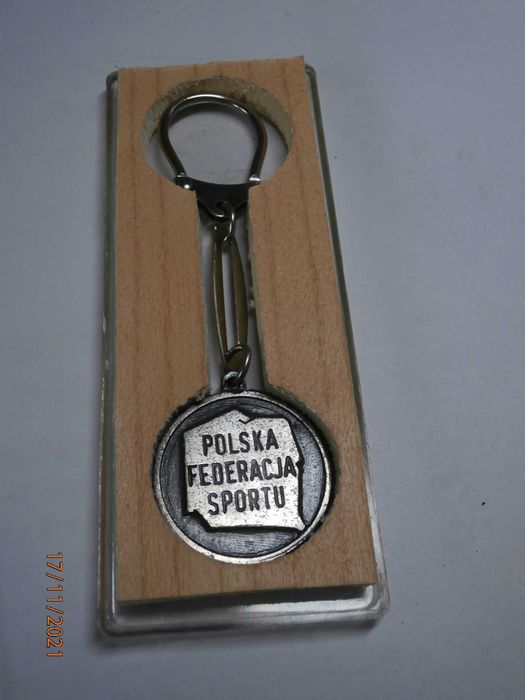 POLSKA
FEDERACJA
SPORTU
17/11/2021